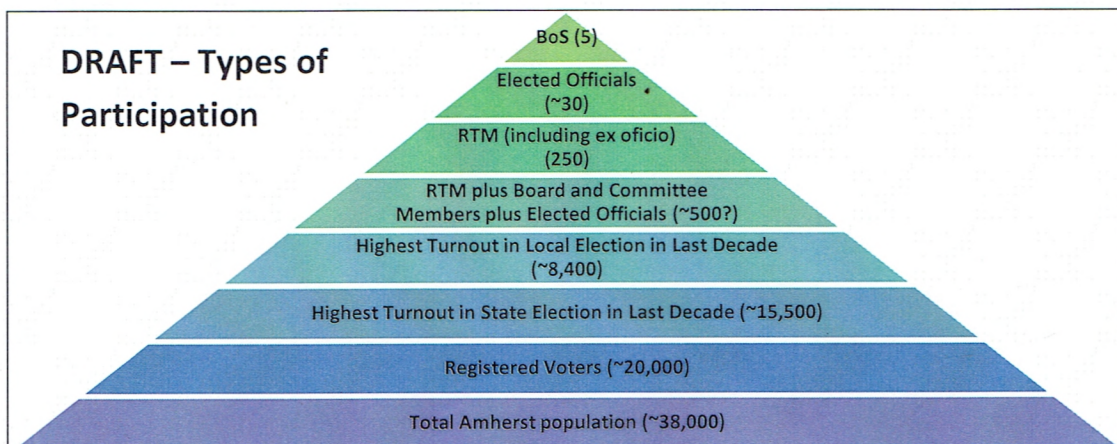 DRAFT – Types of
Participation
BoS (5)
Elected Officials
(~30)
RTM (including ex oficio)
(250)
RTM plus Board and Committee
Members plus Elected Officials (~500?)
Highest Turnout in Local Election in Last Decade
(~8,400)
Highest Turnout in State Election in Last Decade (~15,500)
Registered Voters (~20,000)
Total Amherst population (~38,000)